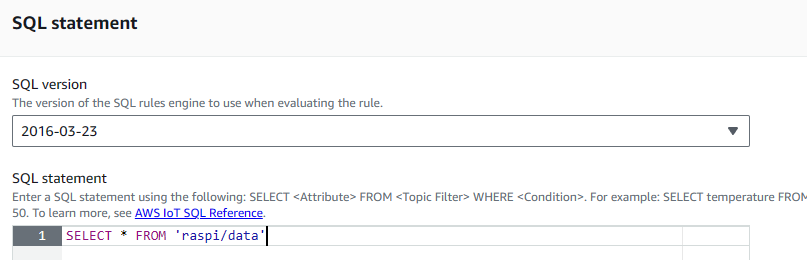 SQL statement
SQL version
The version of the SQL rules engine to use when evaluating the rule.
2016-03-23
SQL statement
Enter a SQL statement using the following: SELECT <Attribute> FROM <Topic Filter> WHERE <Condition>. For example: SELECT temperature FROM
50. To learn more, see AWS IoT SQL Reference.
1 SELECT * FROM 'raspi/data'